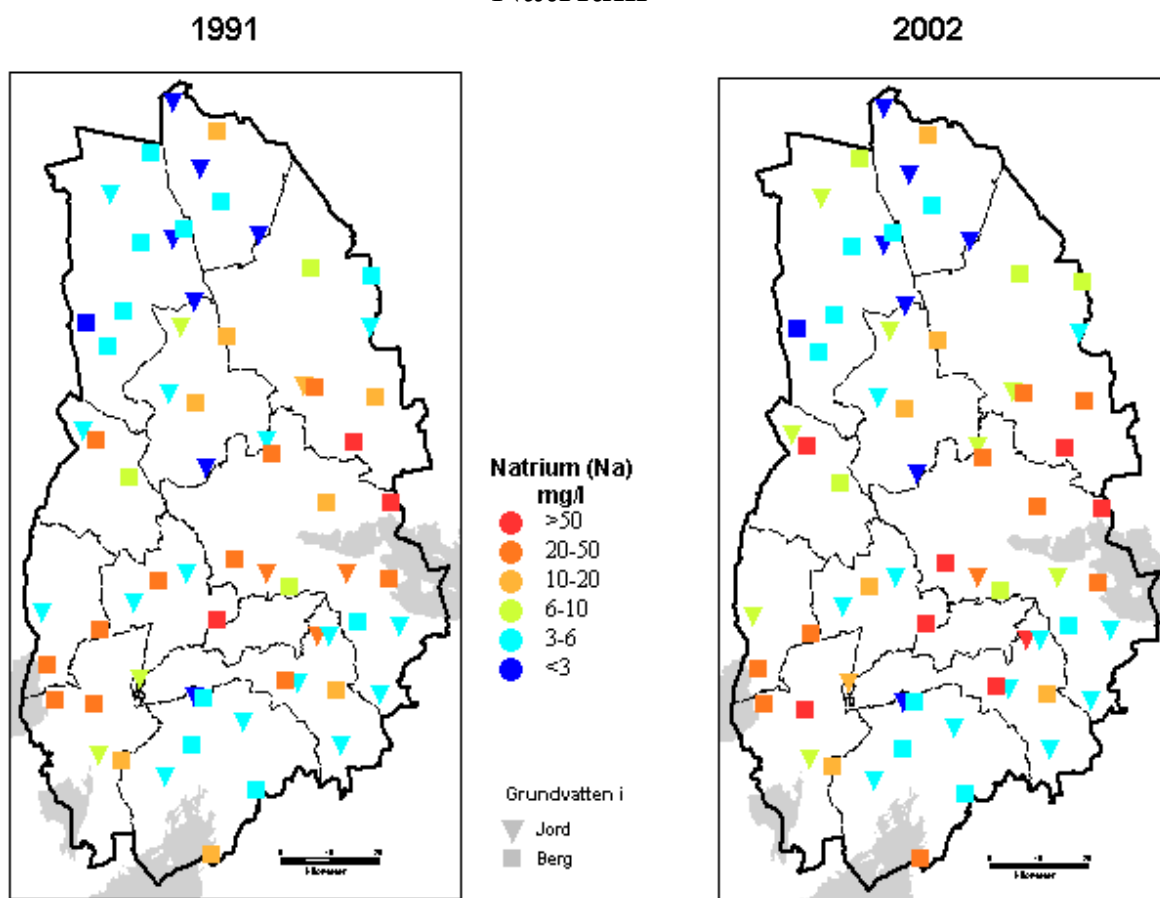 1991
2002
Natrium (Na)
mg/l
>50
20-50
10-20
6-10
3-6
<3
Grundvatten i
Jord
Berg